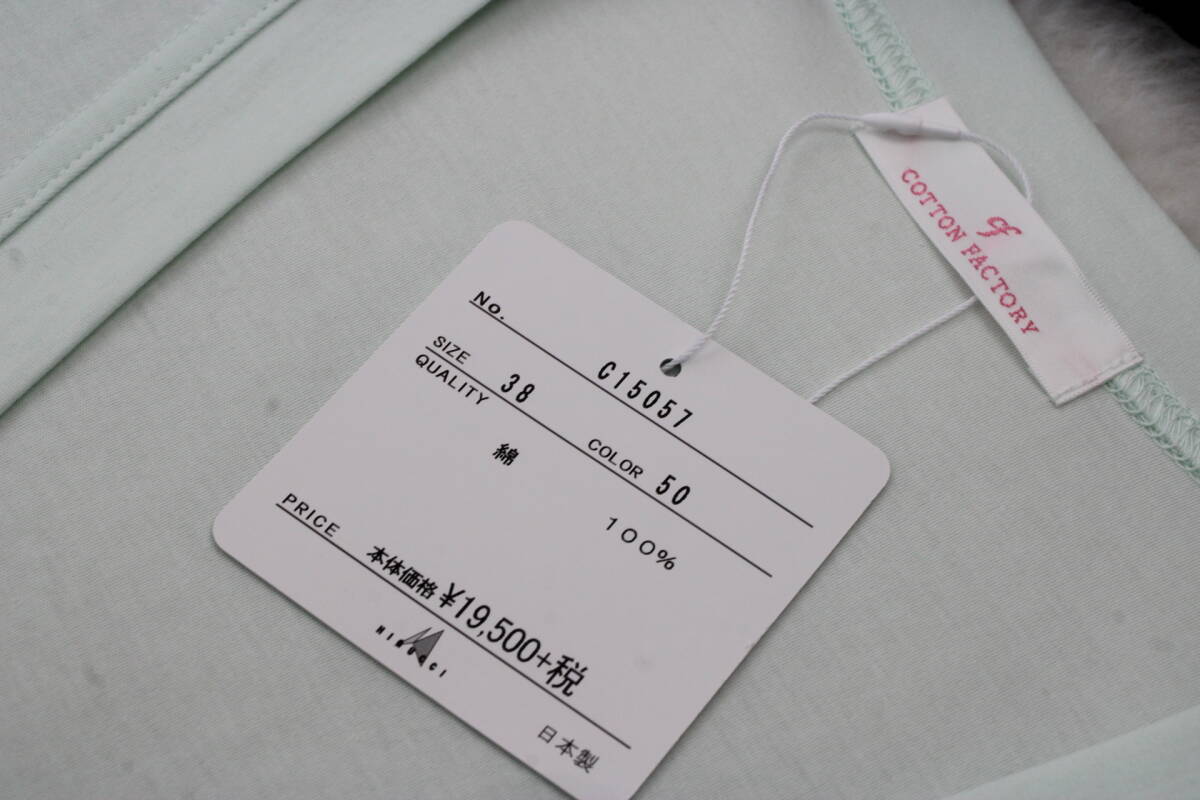 cf
COTTON FACTORY
No. C15057
SIZE 38 COLOR 50
QUALITY
綿 100%
PRICE 本体価格 ¥19,500+税
日本製